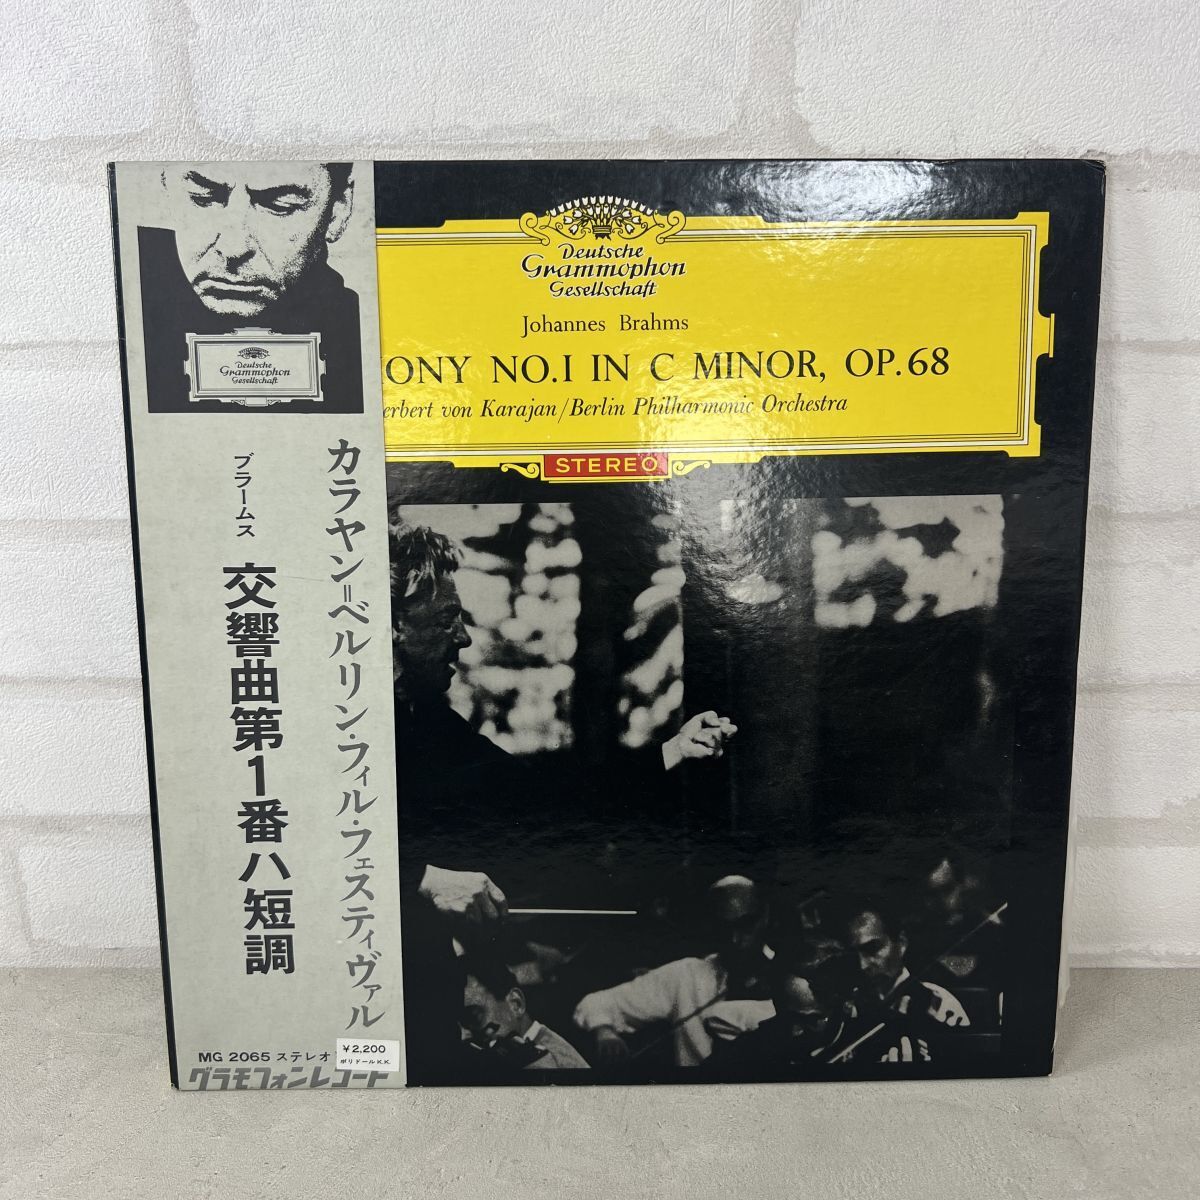 Deutsche
Grammophon
Gesellschaft
カラヤン=ベルリン・フィル・フェスティヴァル
ブラームス
交響曲第1番ハ短調
MG 2065 ステレオ
¥2,200
ポリドールK.K.
グラモフォンレコード
Deutsche
Grammophon
Gesellschaft
Johannes Brahms
ONY NO.1 IN C MINOR, OP.68
erbert von Karajan/Berlin Philharmonic Orchestra
STEREO